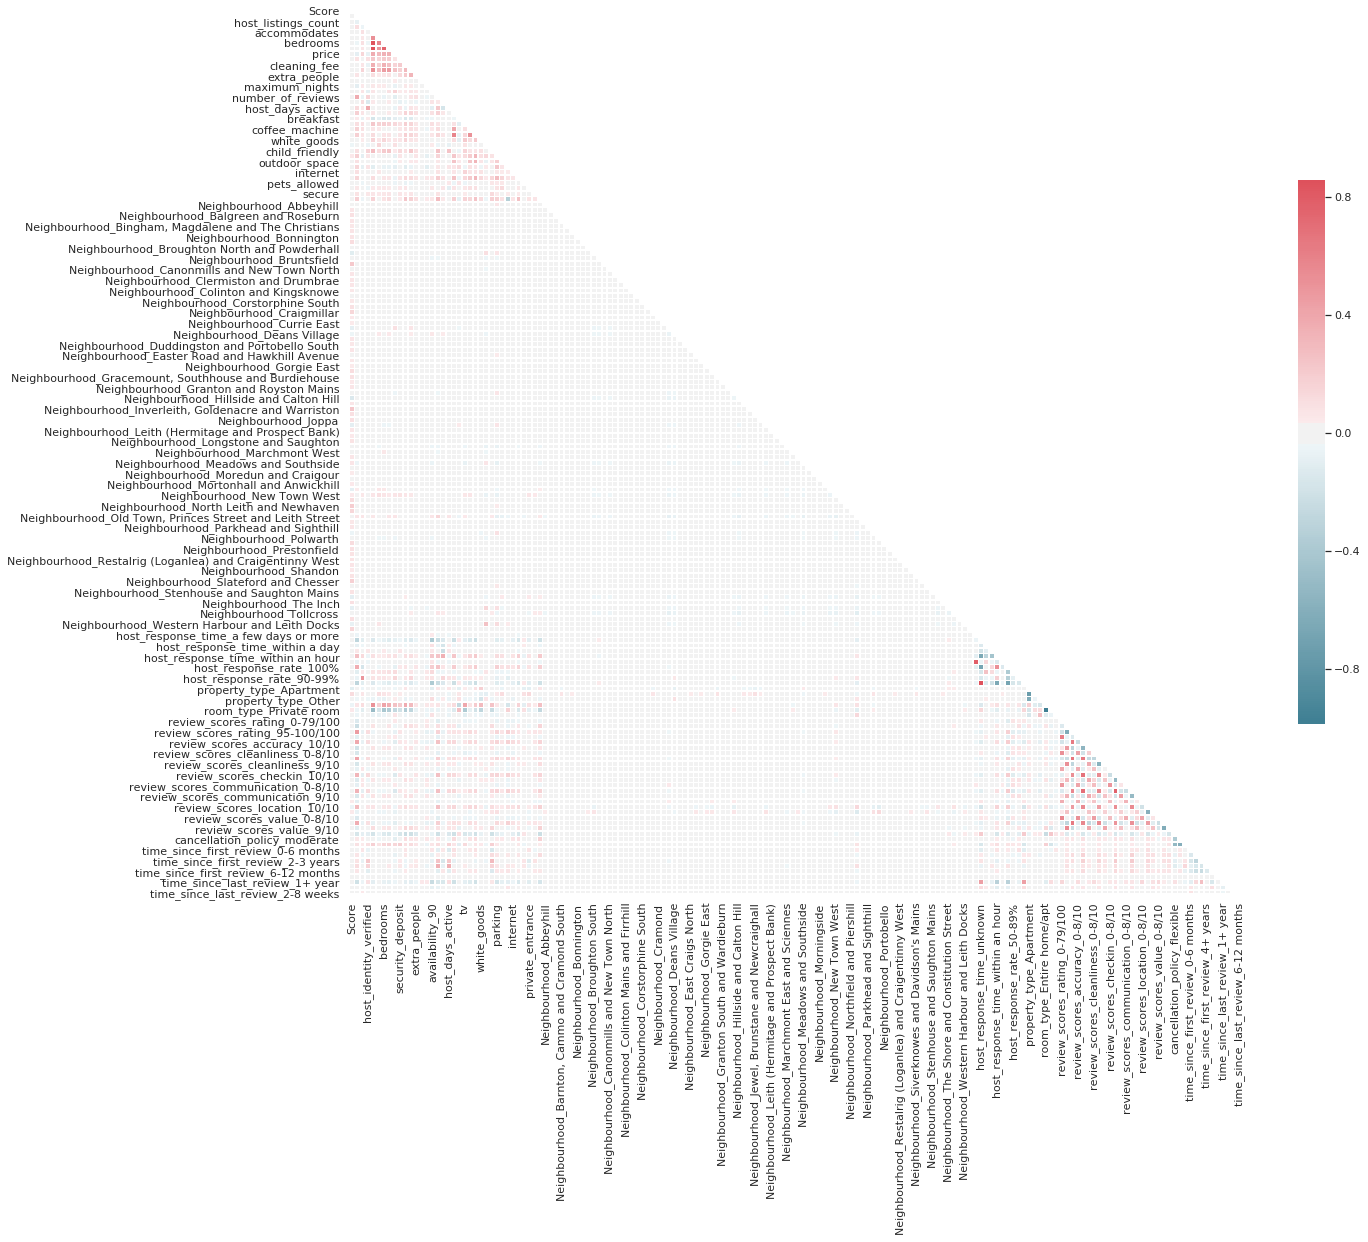 Score
host_listings_count
accommodates
bedrooms
price
cleaning_fee
extra_people
maximum_nights
number_of_reviews
host_days_active
breakfast
coffee_machine
white_goods
child_friendly
outdoor_space
internet
pets_allowed
secure
Neighbourhood_Abbeyhill
Neighbourhood_Balgreen and Roseburn
Neighbourhood_Bingham, Magdalene and The Christians
Neighbourhood_Bonnington
Neighbourhood_Broughton North and Powderhall
Neighbourhood_Bruntsfield
Neighbourhood_Canonmills and New Town North
Neighbourhood_Clermiston and Drumbrae
Neighbourhood_Colinton and Kingsknowe
Neighbourhood_Corstorphine South
Neighbourhood_Craigmillar
Neighbourhood_Currie East
Neighbourhood_Deans Village
Neighbourhood_Duddingston and Portobello South
Neighbourhood_Easter Road and Hawkhill Avenue
Neighbourhood_Gorgie East
Neighbourhood_Gracemount, Southhouse and Burdiehouse
Neighbourhood_Granton and Royston Mains
Neighbourhood_Hillside and Calton Hill
Neighbourhood_Inverleith, Goldenacre and Warriston
Neighbourhood_Joppa
Neighbourhood_Leith (Hermitage and Prospect Bank)
Neighbourhood_Longstone and Saughton
Neighbourhood_Marchmont West
Neighbourhood_Meadows and Southside
Neighbourhood_Moredun and Craigour
Neighbourhood_Mortonhall and Anwickhill
Neighbourhood_New Town West
Neighbourhood_North Leith and Newhaven
Neighbourhood_Old Town, Princes Street and Leith Street
Neighbourhood_Parkhead and Sighthill
Neighbourhood_Polwarth
Neighbourhood_Prestonfield
Neighbourhood_Restalrig (Loganlea) and Craigentinny West
Neighbourhood_Shandon
Neighbourhood_Slateford and Chesser
Neighbourhood_Stenhouse and Saughton Mains
Neighbourhood_The Inch
Neighbourhood_Tollcross
Neighbourhood_Western Harbour and Leith Docks
host_response_time_a few days or more
host_response_time_within a day
host_response_time_within an hour
host_response_rate_100%
host_response_rate_90-99%
property_type_Apartment
property_type_Other
room_type_Private room
review_scores_rating_0-79/100
review_scores_rating_95-100/100
review_scores_accuracy_10/10
review_scores_cleanliness_0-8/10
review_scores_cleanliness_9/10
review_scores_checkin_10/10
review_scores_communication_0-8/10
review_scores_communication_9/10
review_scores_location_10/10
review_scores_value_0-8/10
review_scores_value_9/10
cancellation_policy_moderate
time_since_first_review_0-6 months
time_since_first_review_2-3 years
time_since_first_review_6-12 months
time_since_last_review_1+ year
time_since_last_review_2-8 weeks
Score
host_identity_verified
bedrooms
security_deposit
extra_people
availability_90
host_days_active
tv
white_goods
parking
internet
private_entrance
Neighbourhood_Abbeyhill
Neighbourhood_Barnton, Cammo and Cramond South
Neighbourhood_Bonnington
Neighbourhood_Broughton South
Neighbourhood_Canonmills and New Town North
Neighbourhood_Colinton Mains and Firrhill
Neighbourhood_Corstorphine South
Neighbourhood_Cramond
Neighbourhood_Deans Village
Neighbourhood_East Craigs North
Neighbourhood_Gorgie East
Neighbourhood_Granton South and Wardieburn
Neighbourhood_Hillside and Calton Hill
Neighbourhood_Jewel, Brunstane and Newcraighall
Neighbourhood_Leith (Hermitage and Prospect Bank)
Neighbourhood_Marchmont East and Sciennes
Neighbourhood_Meadows and Southside
Neighbourhood_Morningside
Neighbourhood_New Town West
Neighbourhood_Northfield and Piershill
Neighbourhood_Parkhead and Sighthill
Neighbourhood_Portobello
Neighbourhood_Restalrig (Loganlea) and Craigentinny West
Neighbourhood_Silverknowes and Davidson's Mains
Neighbourhood_Stenhouse and Saughton Mains
Neighbourhood_The Shore and Constitution Street
Neighbourhood_Western Harbour and Leith Docks
host_response_time_unknown
host_response_time_within an hour
host_response_rate_50-89%
property_type_Apartment
room_type_Entire home/apt
review_scores_rating_0-79/100
review_scores_accuracy_0-8/10
review_scores_cleanliness_0-8/10
review_scores_checkin_0-8/10
review_scores_communication_0-8/10
review_scores_location_0-8/10
review_scores_value_0-8/10
cancellation_policy_flexible
time_since_first_review_0-6 months
time_since_first_review_4+ years
time_since_last_review_1+ year
time_since_last_review_6-12 months
0.8
0.4
0.0
−0.4
−0.8